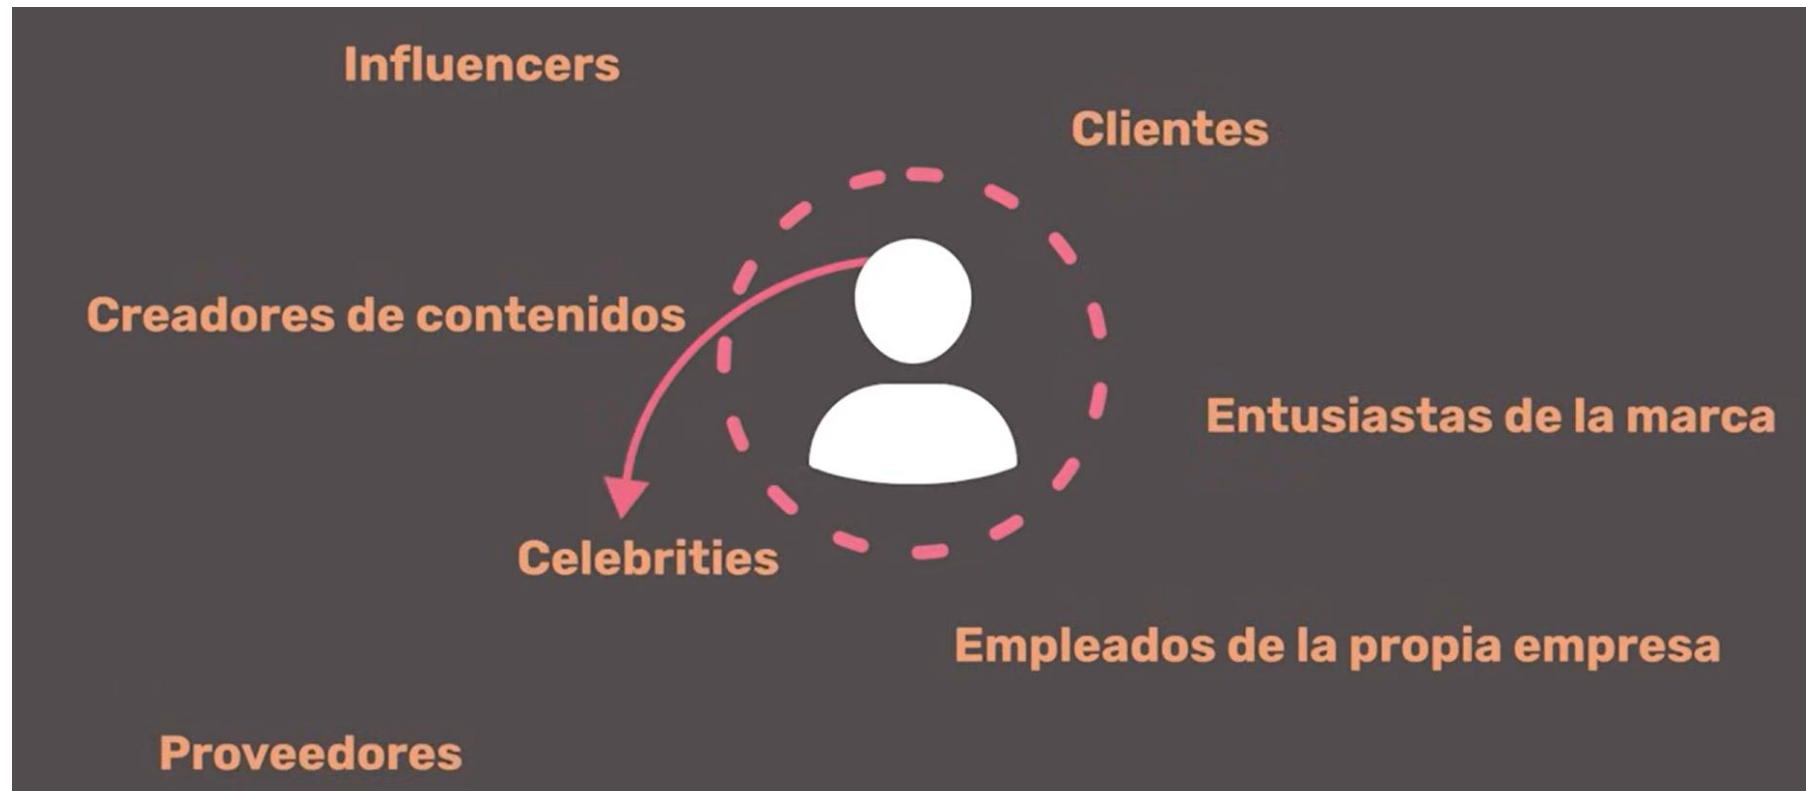 Influencers
Clientes
Creadores de contenidos
Entusiastas de la marca
Celebrities
Empleados de la propia empresa
Proveedores